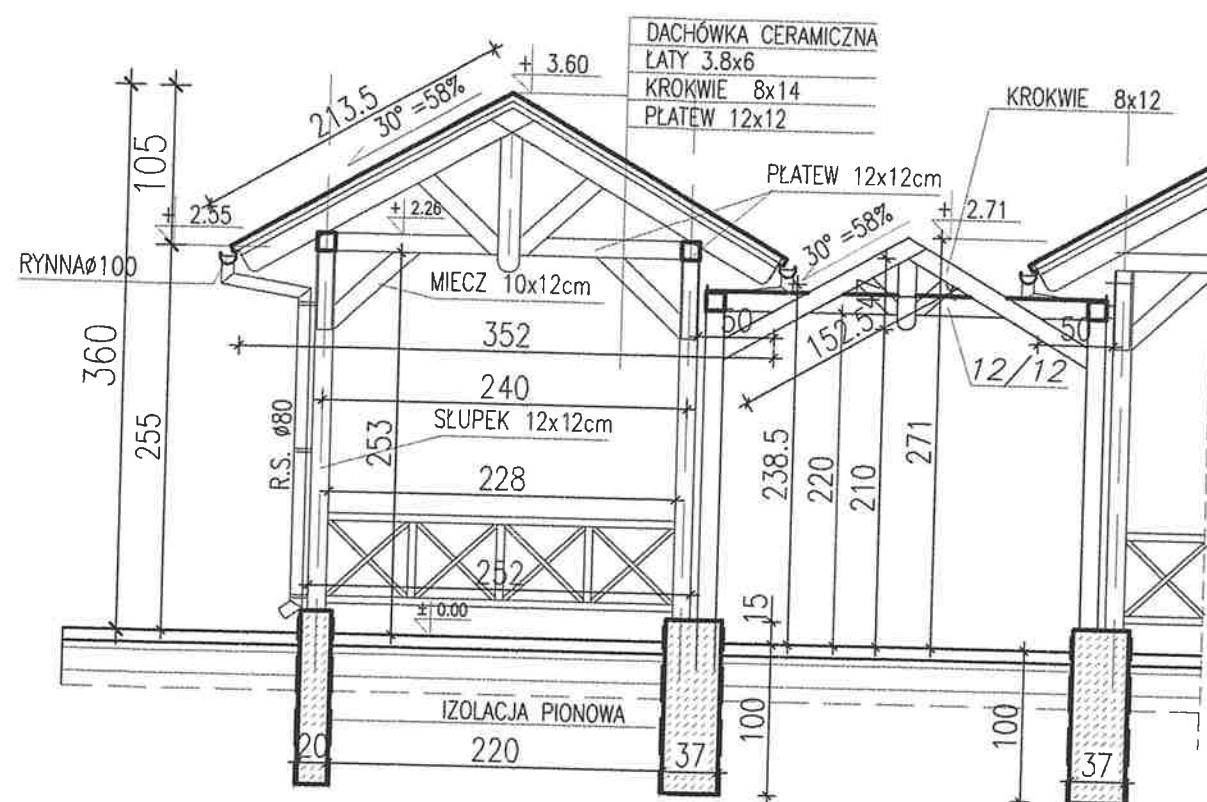 DACHÓWKA CERAMICZNA
ŁATY 3.8x6
KROKWIE 8x14
PŁATEW 12x12
KROKWIE 8x12
+ 3.60
213.5
30° =58%
105
PŁATEW 12x12cm
+ 2.55
+ 2.26
+ 2.71
30° =58%
RYNNAø100
MIECZ 10x12cm
47
50
50
152.5
352
12/12
360
240
255
R.S. ø80
253
SŁUPEK 12x12cm
238.5
220
210
271
228
252
± 0.00
15
IZOLACJA PIONOWA
100
100
20
220
37
37